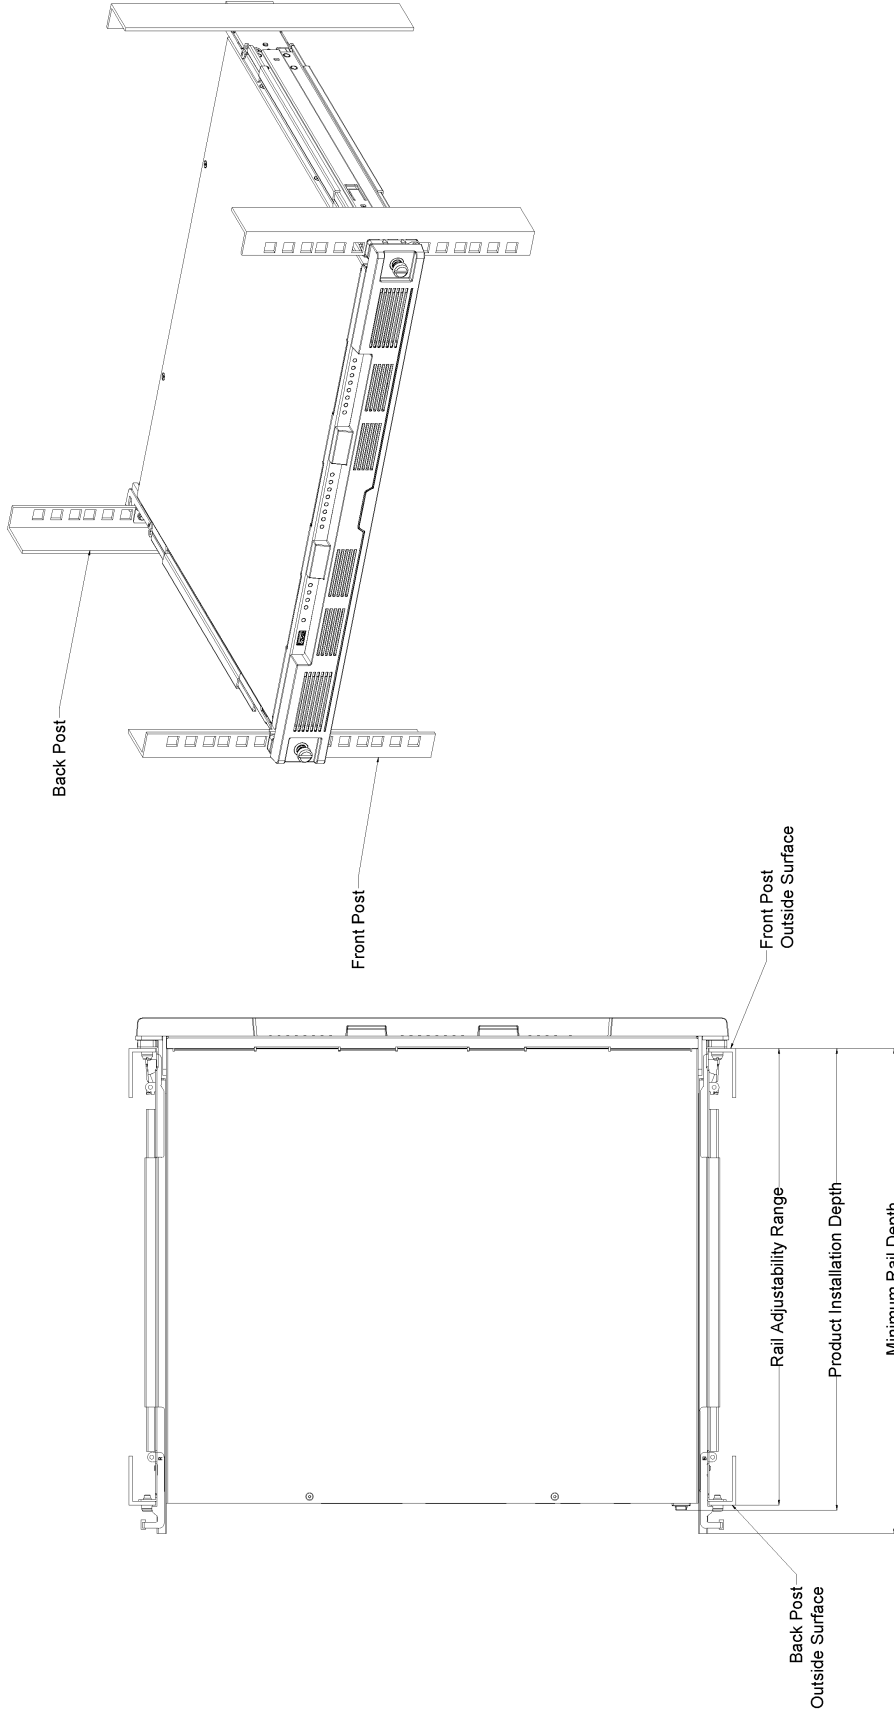 Back Post
Front Post
Front Post
Outside Surface
Rail Adjustability Range
Product Installation Depth
Minimum Rail Depth
Back Post
Outside Surface